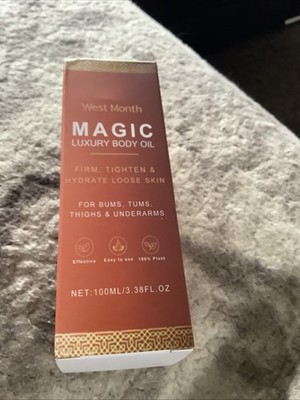 West Month
MAGIC
LUXURY BODY OIL
FIRM, TIGHTEN &
HYDRATE LOOSE SKIN
FOR BUMS, TUMS,
THIGHS & UNDERARMS
Effective Easy to use 100% Plant
NET:100ML/3.38FL.OZ